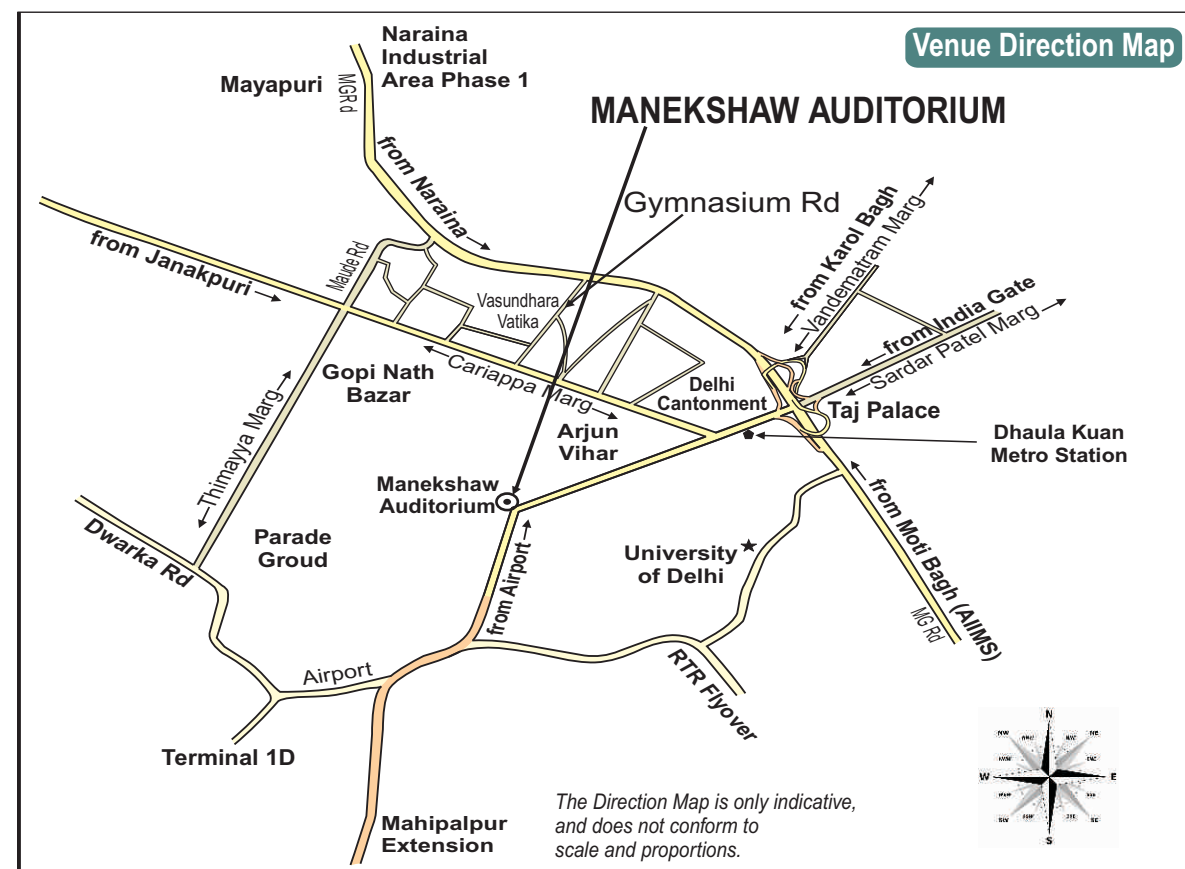 Venue Direction Map
Naraina
Industrial
Area Phase 1
Mayapuri
MGRd
MANEKSHAW AUDITORIUM
from Naraina
Gymnasium Rd
from Karol Bagh
Vandematram Marg
from Janakpuri
Maude Rd
Vasundhara
Vatika
from India Gate
Sardar Patel Marg
Gopi Nath
Bazar
Cariappa Marg
Delhi
Cantonment
Taj Palace
Arjun
Vihar
Dhaula Kuan
Metro Station
Thimayya Marg
Manekshaw
Auditorium
Dwarka Rd
Parade
Groud
from Airport
University
of Delhi
from Moti Bagh (AIIMS)
MG Rd
RTR Flyover
Airport
Terminal 1D
Mahipalpur
Extension
The Direction Map is only indicative,
and does not conform to
scale and proportions.
N
NW
NE
W
E
SE
S